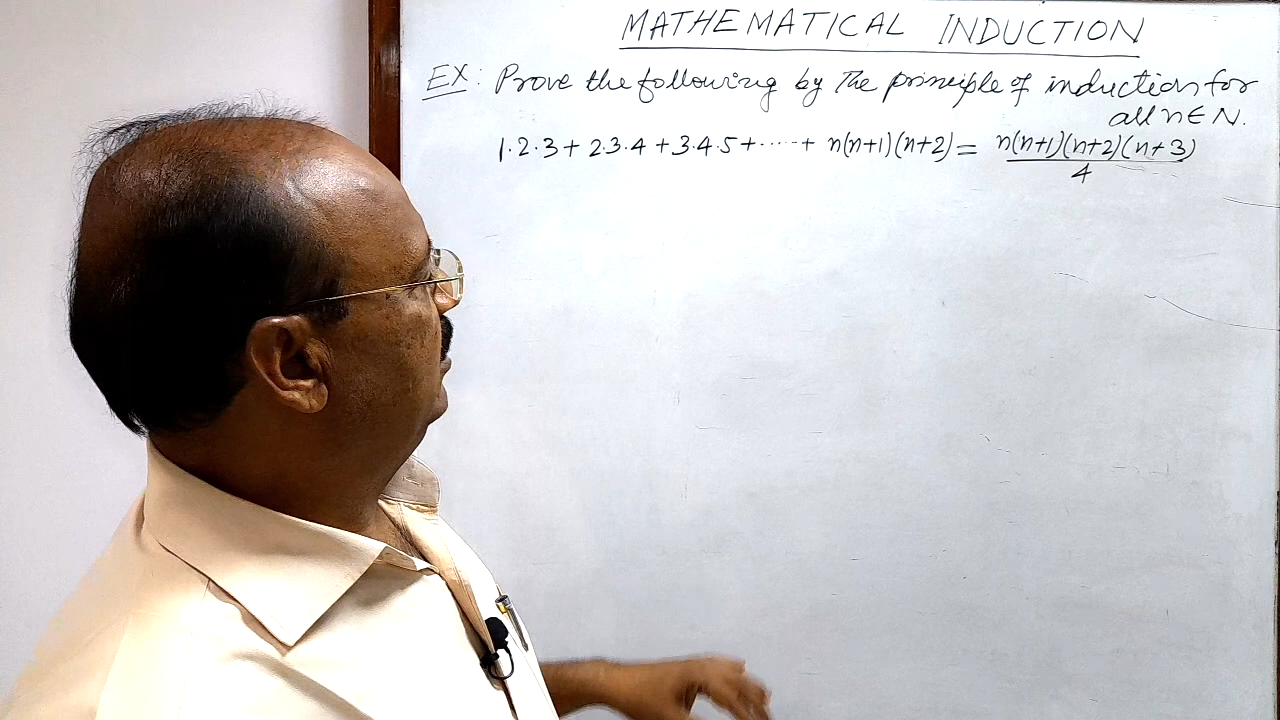 MATHEMATICAL INDUCTION
EX: Prove the following by the principle of induction for
all n ∈ N.
1.2.3 + 2.3.4 + 3.4.5 + ..... + n(n+1)(n+2) = n(n+1)(n+2)(n+3)
4